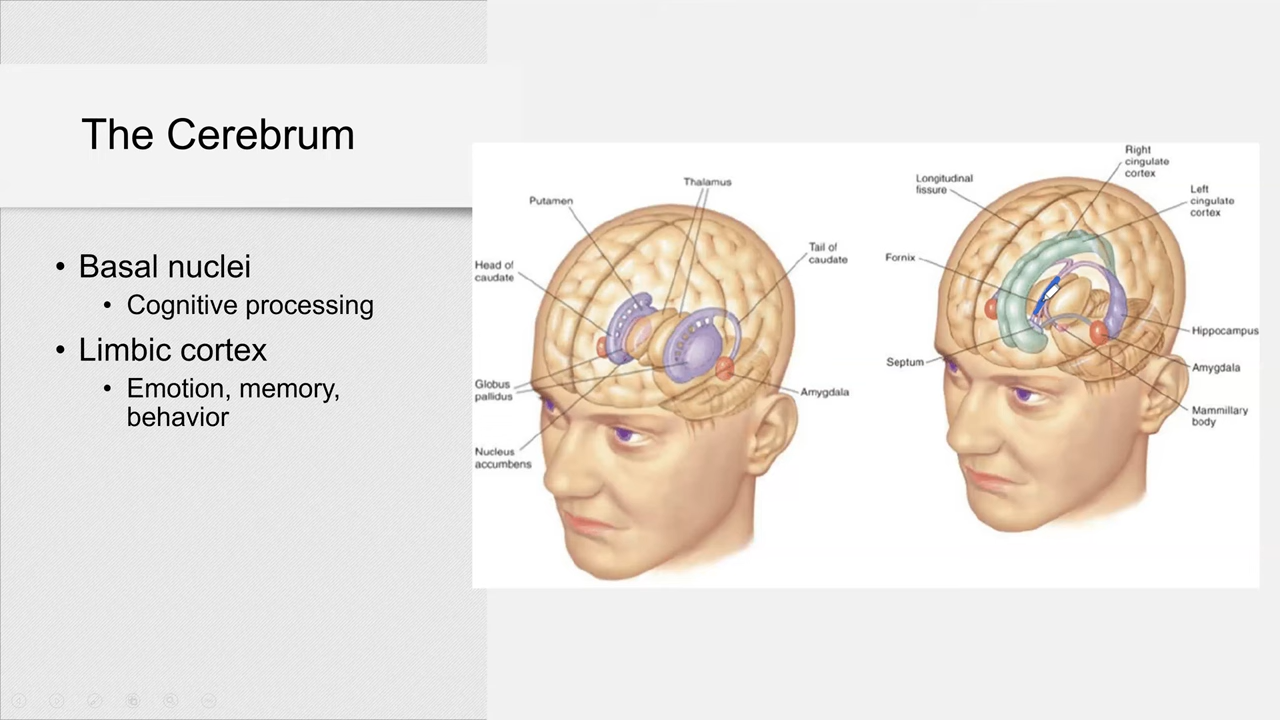 The Cerebrum
• Basal nuclei
• Cognitive processing
• Limbic cortex
• Emotion, memory,
behavior
Thalamus
Putamen
Head of
caudate
Tail of
caudate
Globus
pallidus
Amygdala
Nucleus
accumbens
Right
cingulate
cortex
Longitudinal
fissure
Left
cingulate
cortex
Fornix
Hippocampus
Septum
Amygdala
Mammillary
body